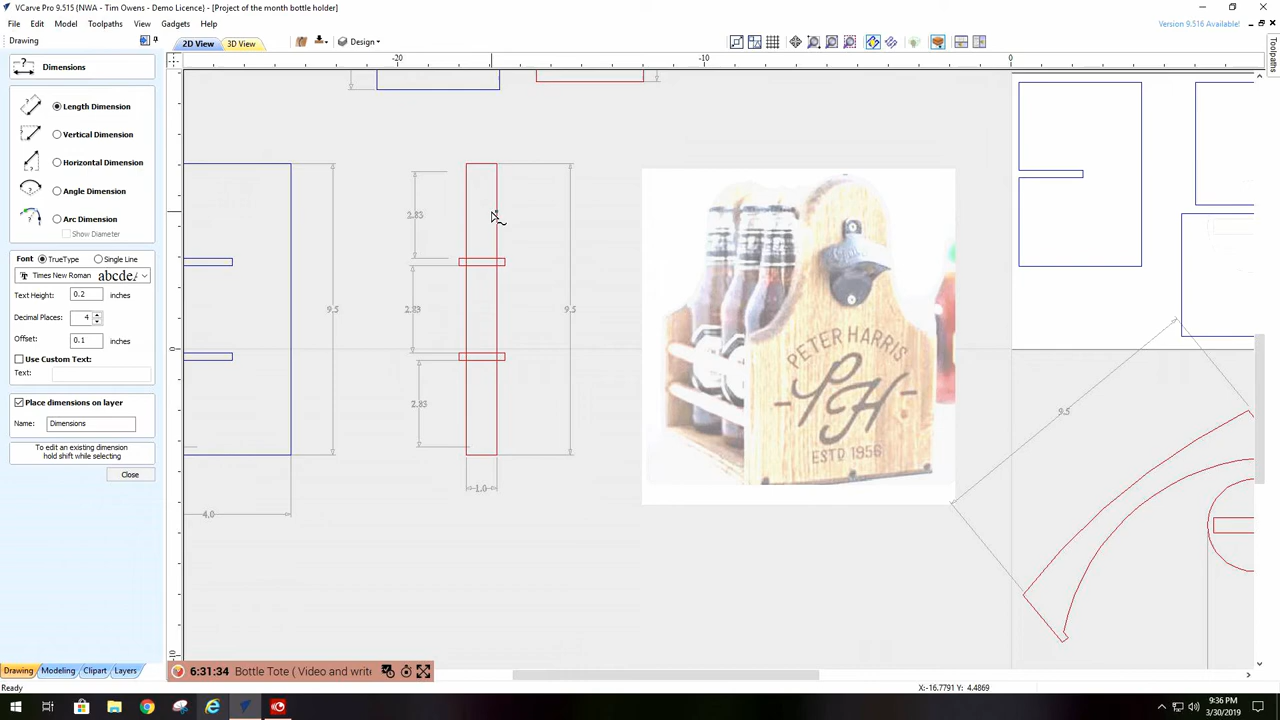 VCarve Pro 9.515 {VNA - Tim Owens - Demo Licence} - [Project of the month bottle holder]
File Edit Model Toolpaths View Gadgets Help
Version 9.516 Available!
Drawing
2D View 3D View
Design
Toolpaths
Dimensions
Length Dimension
Vertical Dimension
Horizontal Dimension
Angle Dimension
Arc Dimension
Show Diameter
Font TrueType Single Line
Times New Roman abcdeA
Text Height: 0.2 inches
Decimal Places: 4
Offset: 0.1 inches
Use Custom Text:
Text:
Place dimensions on layer
Name: Dimensions
To edit an existing dimension
hold shift while selecting
Close
-20 -10 0
0
2.83
9.5 2.83 9.5
2.83
1.0
4.0
9.5
PETER HARRIS
PH
ESTD 1956
Drawing Modeling Clipart Layers
6:31:34 Bottle Tote ( Video and writ
Ready
X:-16.7791 Y: 4.4869
9:36 PM
3/30/2019